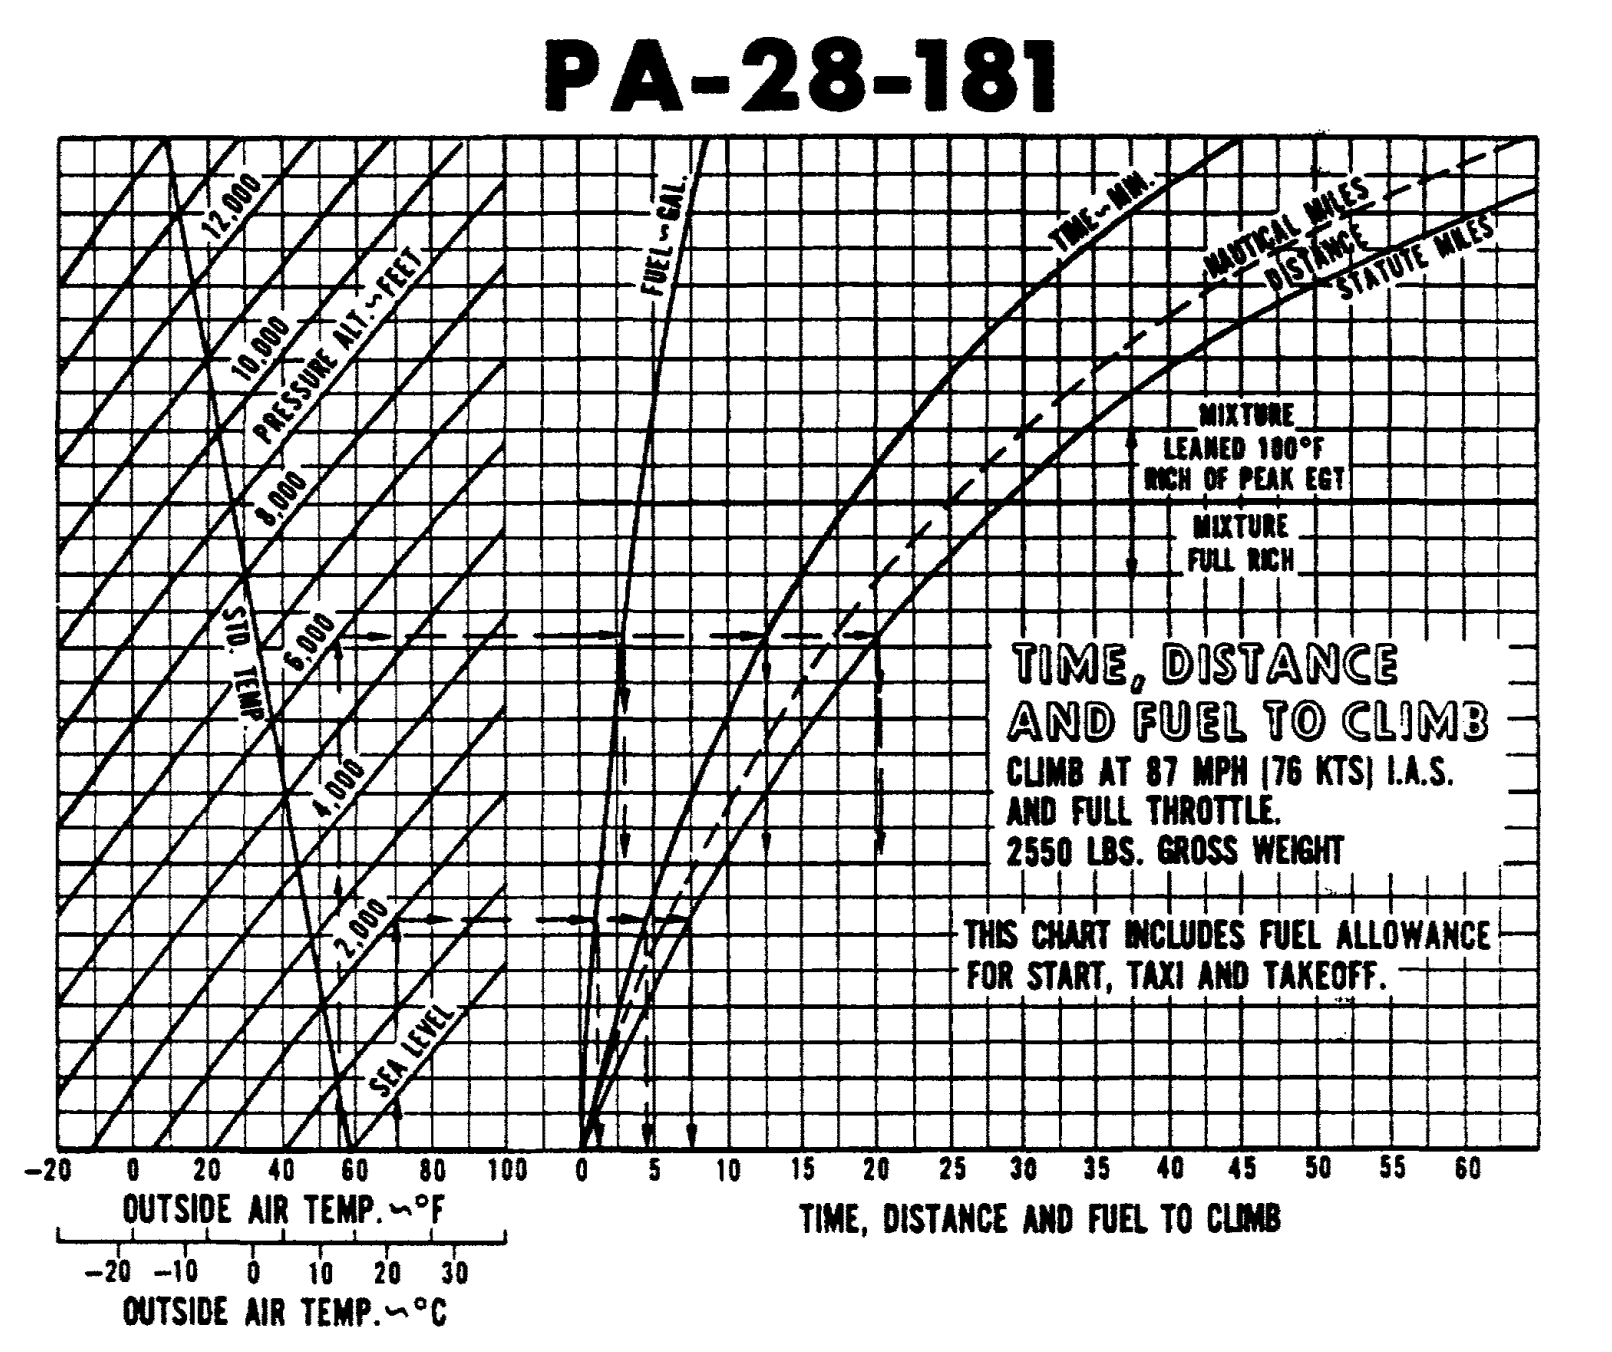 PA-28-181
12,000
10,000
PRESSURE ALT.~FEET
8,000
6,000
4,000
2,000
SEA LEVEL
STD. TEMP
FUEL~GAL.
TIME~MIN.
NAUTICAL MILES
DISTANCE
STATUTE MILES
MIXTURE
LEANED 100°F
RICH OF PEAK EGT
MIXTURE
FULL RICH
TIME, DISTANCE
AND FUEL TO CLIMB
CLIMB AT 87 MPH (76 KTS) I.A.S.
AND FULL THROTTLE.
2550 LBS. GROSS WEIGHT
THIS CHART INCLUDES FUEL ALLOWANCE
FOR START, TAXI AND TAKEOFF.
-20 0 20 40 60 80 100 0 5 10 15 20 25 30 35 40 45 50 55 60
OUTSIDE AIR TEMP.~°F
TIME, DISTANCE AND FUEL TO CLIMB
-20 -10 0 10 20 30
OUTSIDE AIR TEMP.~°C